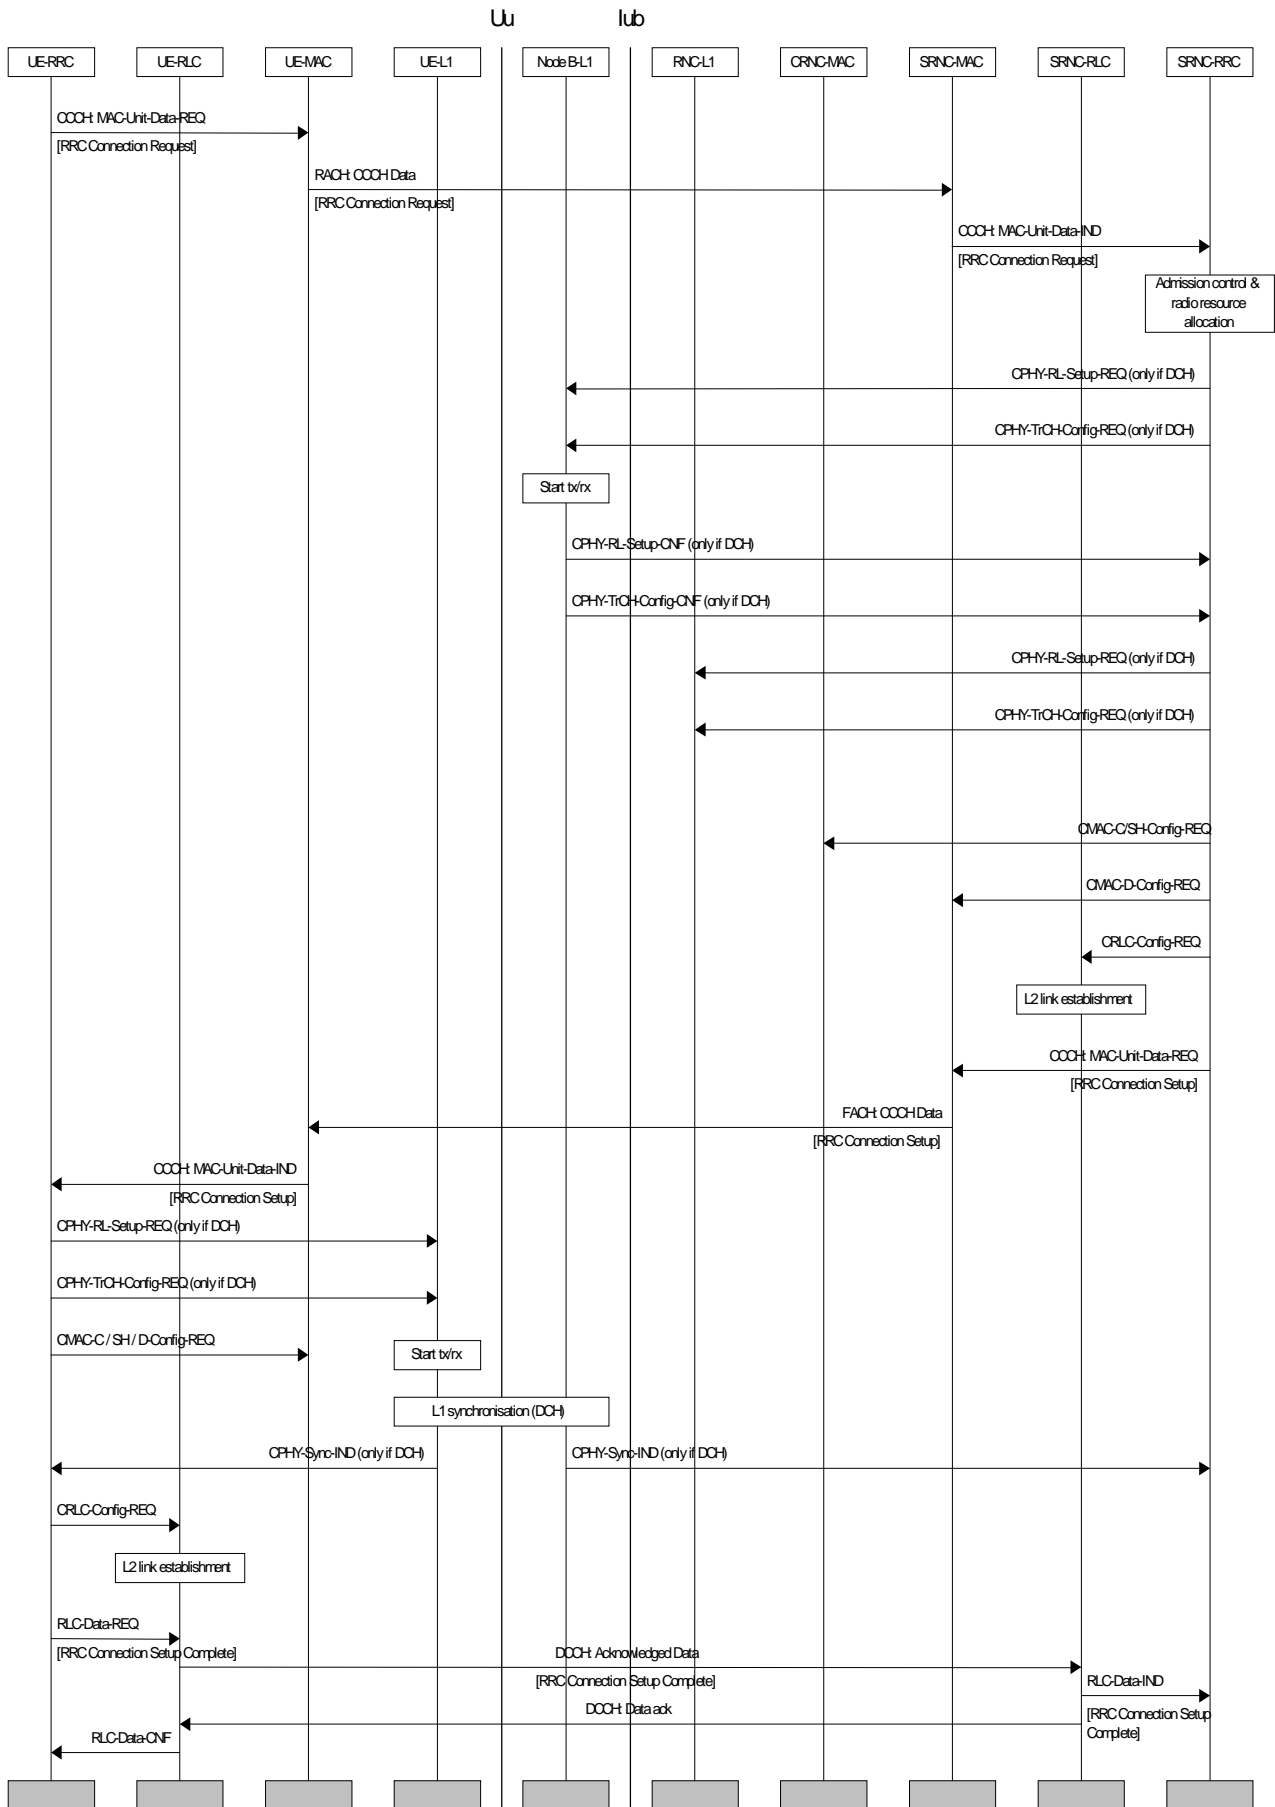 Uu
Iub
UE-RRC
UE-RLC
UE-MAC
UE-L1
Node B-L1
RNC-L1
CRNC-MAC
SRNC-MAC
SRNC-RLC
SRNC-RRC
CCCH: MAC-Unit-Data-REQ
[RRC Connection Request]
RACH: CCCH Data
[RRC Connection Request]
CCCH: MAC-Unit-Data-IND
[RRC Connection Request]
Admission control &
radio resource
allocation
CPHY-RL-Setup-REQ (only if DCH)
CPHY-TrCH-Config-REQ (only if DCH)
Start tx/rx
CPHY-RL-Setup-CNF (only if DCH)
CPHY-TrCH-Config-CNF (only if DCH)
CPHY-RL-Setup-REQ (only if DCH)
CPHY-TrCH-Config-REQ (only if DCH)
CMAC-C/SH-Config-REQ
CMAC-D-Config-REQ
CRLC-Config-REQ
L2 link establishment
CCCH: MAC-Unit-Data-REQ
[RRC Connection Setup]
FACH: CCCH Data
[RRC Connection Setup]
CCCH: MAC-Unit-Data-IND
[RRC Connection Setup]
CPHY-RL-Setup-REQ (only if DCH)
CPHY-TrCH-Config-REQ (only if DCH)
CMAC-C / SH / D-Config-REQ
Start tx/rx
L1 synchronisation (DCH)
CPHY-Sync-IND (only if DCH)
CPHY-Sync-IND (only if DCH)
CRLC-Config-REQ
L2 link establishment
RLC-Data-REQ
[RRC Connection Setup Complete]
DCCH: Acknowledged Data
[RRC Connection Setup Complete]
RLC-Data-IND
[RRC Connection Setup
Complete]
DCCH: Data ack
RLC-Data-CNF